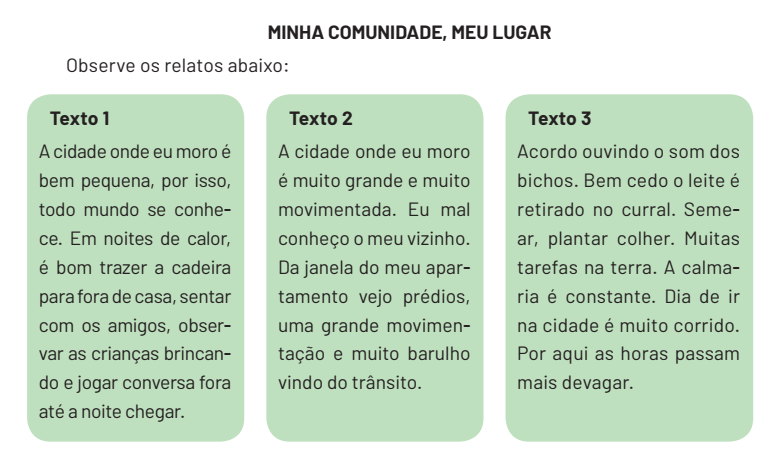 MINHA COMUNIDADE, MEU LUGAR
Observe os relatos abaixo:
Texto 1
A cidade onde eu moro é
bem pequena, por isso,
todo mundo se conhe-
ce. Em noites de calor,
é bom trazer a cadeira
para fora de casa, sentar
com os amigos, obser-
var as crianças brincan-
do e jogar conversa fora
até a noite chegar.
Texto 2
A cidade onde eu moro
é muito grande e muito
movimentada. Eu mal
conheço o meu vizinho.
Da janela do meu apar-
tamento vejo prédios,
uma grande movimen-
tação e muito barulho
vindo do trânsito.
Texto 3
Acordo ouvindo o som dos
bichos. Bem cedo o leite é
retirado no curral. Seme-
ar, plantar colher. Muitas
tarefas na terra. A calma-
ria é constante. Dia de ir
na cidade é muito corrido.
Por aqui as horas passam
mais devagar.